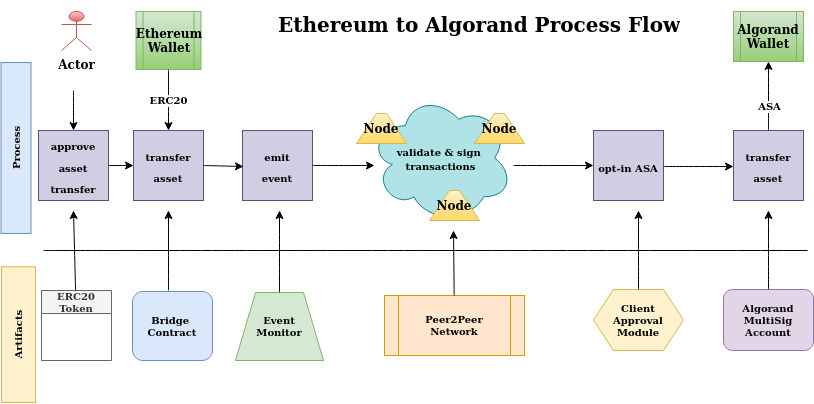 Ethereum to Algorand Process Flow
Actor
Ethereum
Wallet
Algorand
Wallet
ERC20
ASA
Process
approve
asset
transfer
transfer
asset
emit
event
Node
Node
validate & sign
transactions
Node
opt-in ASA
transfer
asset
Artifacts
ERC20
Token
Bridge
Contract
Event
Monitor
Peer2Peer
Network
Client
Approval
Module
Algorand
MultiSig
Account